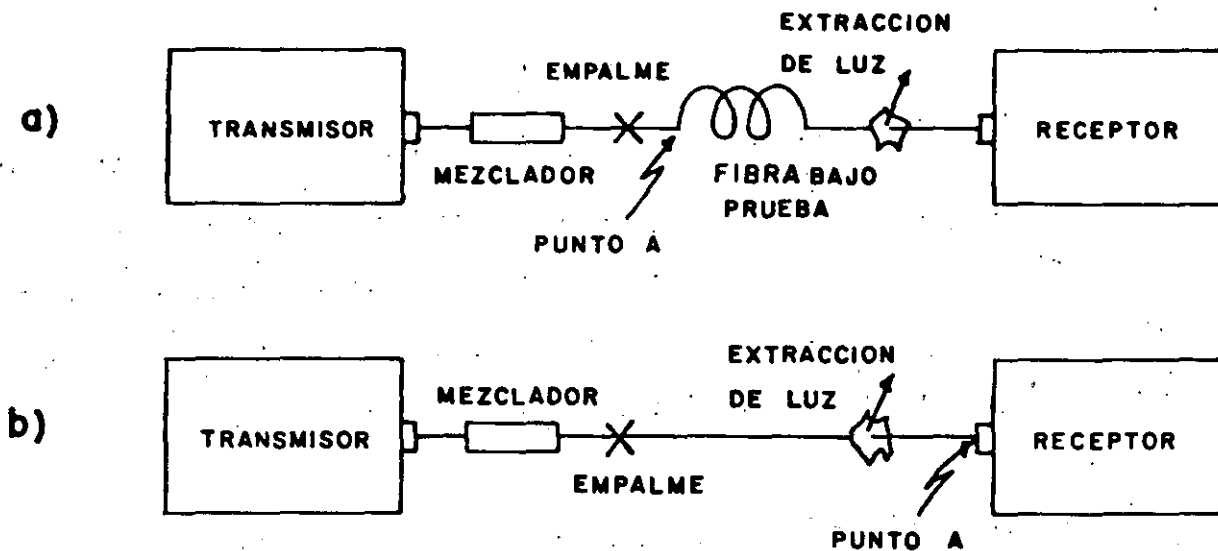 a)
TRANSMISOR
MEZCLADOR
EMPALME
PUNTO A
FIBRA BAJO
PRUEBA
EXTRACCION
DE LUZ
RECEPTOR
b)
TRANSMISOR
MEZCLADOR
EMPALME
EXTRACCION
DE LUZ
PUNTO A
RECEPTOR